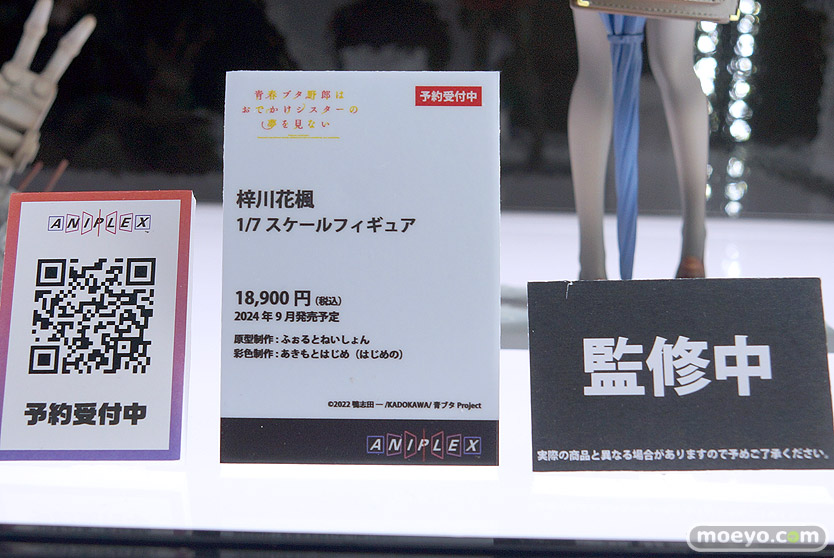 ANIPLEX
予約受付中
青春ブタ野郎は
おでかけシスターの
夢を見ない
予約受付中
梓川花楓
1/7 スケールフィギュア
18,900 円（税込）
2024 年 9 月発売予定
原型制作：ふぉるとねいしょん
彩色制作：あきもとはじめ（はじめの）
©2022 鴨志田 一 /KADOKAWA/ 青ブタ Project
ANIPLEX
監修中
実際の商品と異なる場合がありますので予めご了承ください。
moeyo.com